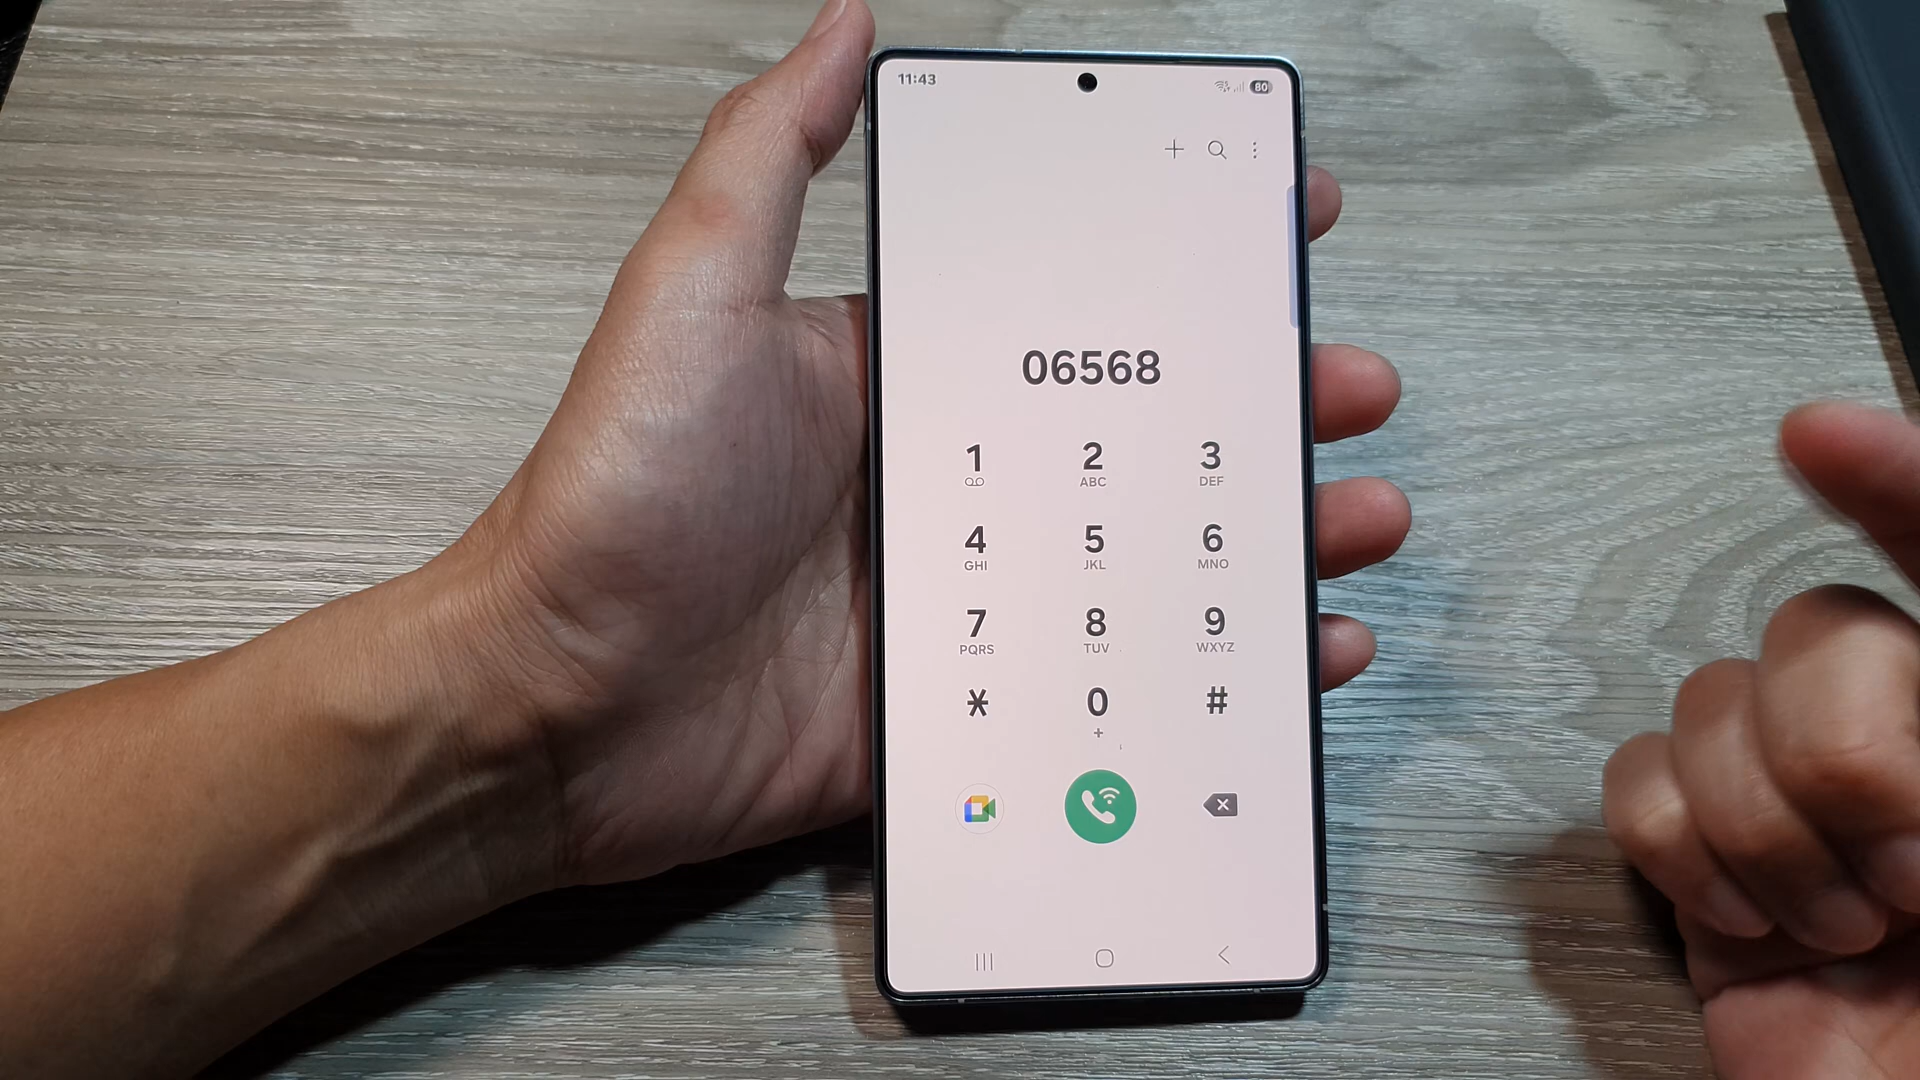 11:43
80
06568
1 2 3
ABC DEF
4 5 6
GHI JKL MNO
7 8 9
PQRS TUV WXYZ
* 0 #
+